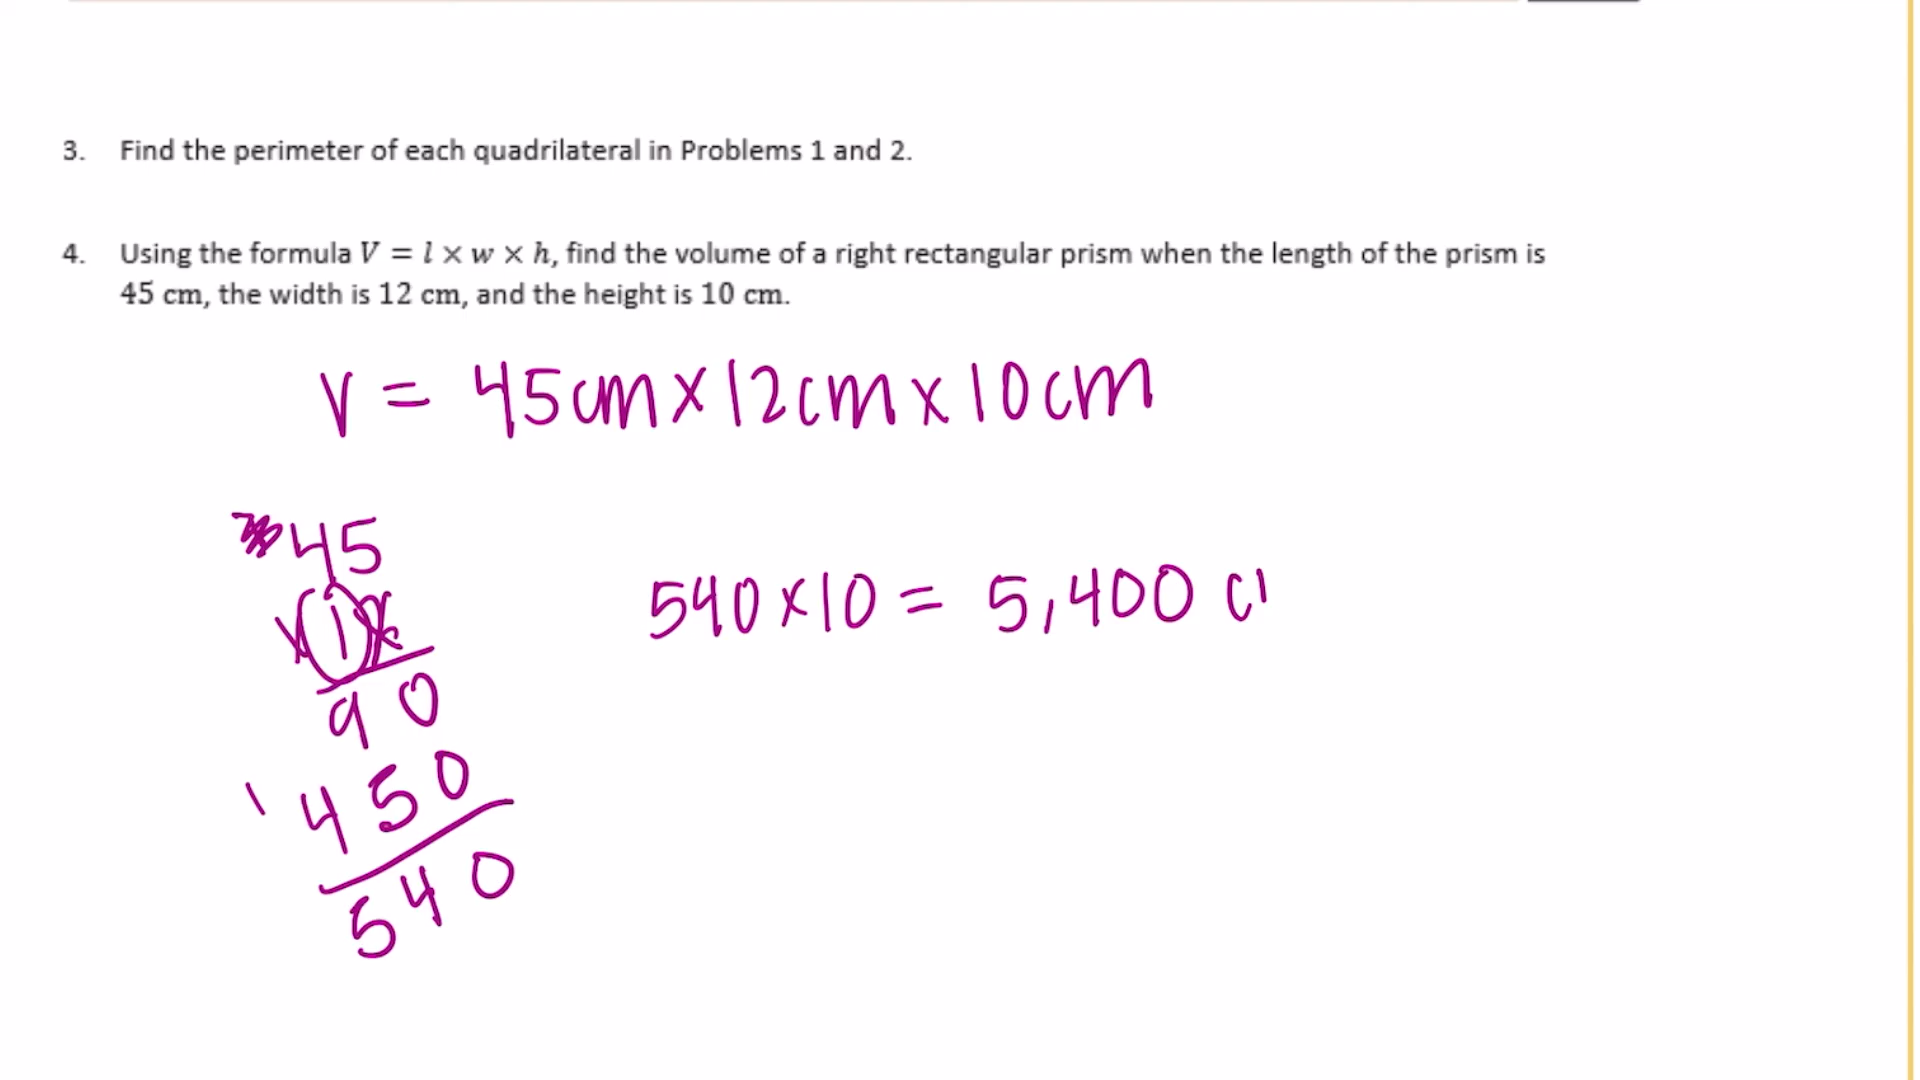 3. Find the perimeter of each quadrilateral in Problems 1 and 2.
4. Using the formula V = l × w × h, find the volume of a right rectangular prism when the length of the prism is
45 cm, the width is 12 cm, and the height is 10 cm.
V = 45cm x 12cm x 10cm
45
x 12
90
1 450
540
540 x 10 = 5,400 c